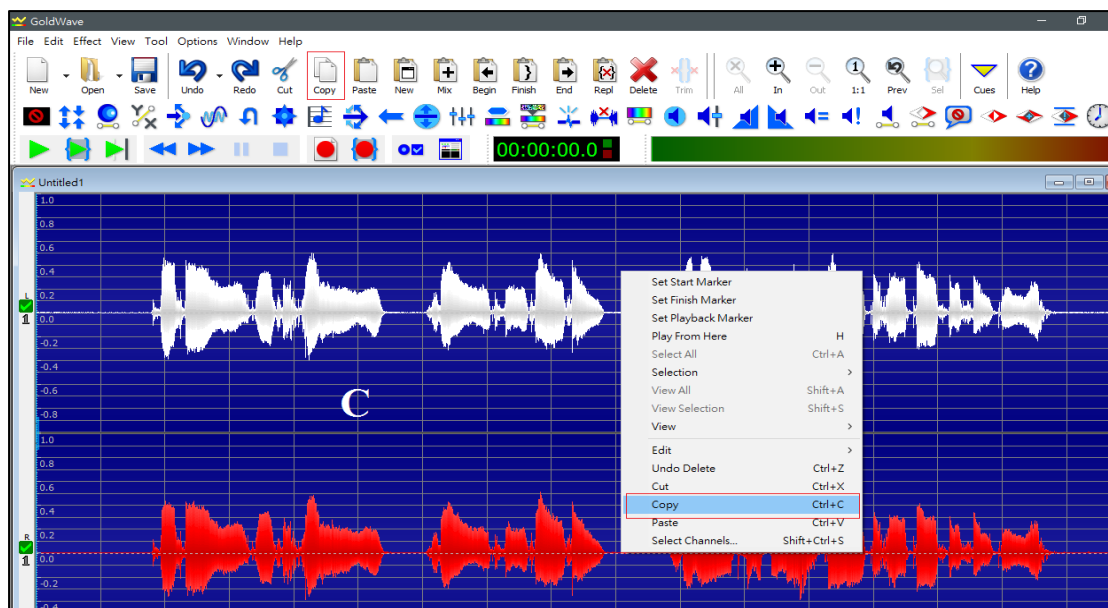 GoldWave
File Edit Effect View Tool Options Window Help
New Open Save Undo Redo Cut Copy Paste New Mix Begin Finish End Repl Delete Trim All In Out 1:1 Prev Sel Cues Help
00:00:00.0
Untitled1
1.0
0.8
0.6
0.4
L
0.2
1
0.0
-0.2
-0.4
-0.6
-0.8
C
Set Start Marker
Set Finish Marker
Set Playback Marker
Play From Here H
Select All Ctrl+A
Selection >
View All Shift+A
View Selection Shift+S
View >
Edit >
Undo Delete Ctrl+Z
Cut Ctrl+X
Copy Ctrl+C
Paste Ctrl+V
Select Channels... Shift+Ctrl+S
1.0
0.8
0.6
0.4
R
0.2
1
0.0
-0.2
-0.4